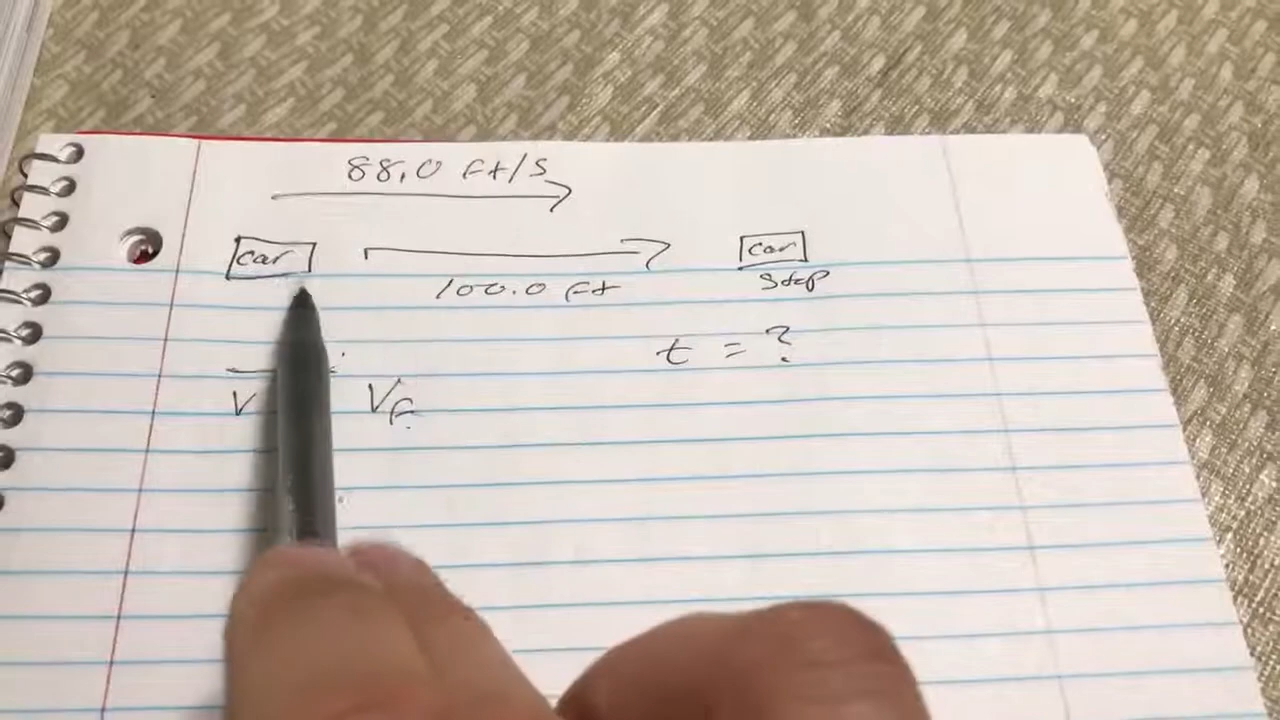 88.0 ft/s
car
car
100.0 ft
stop
t = ?
V
Vf